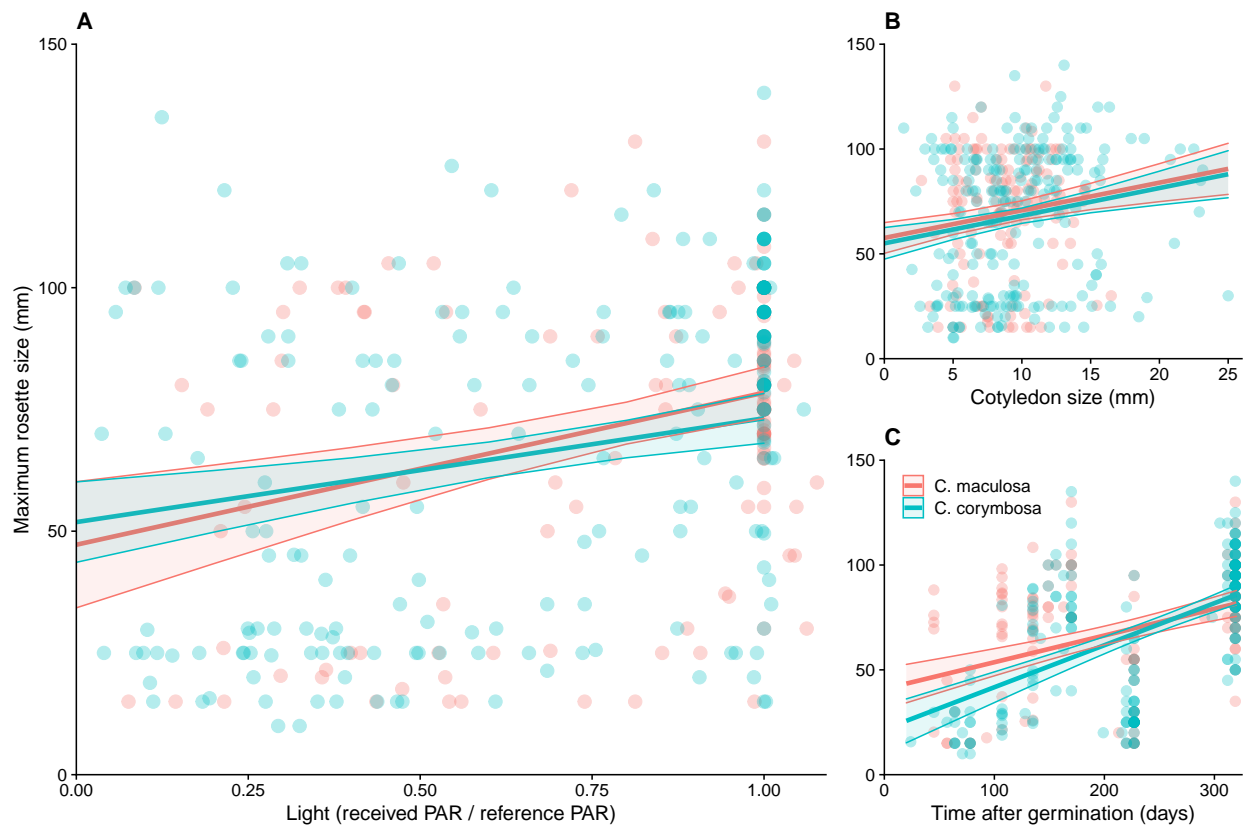 A
150
100
50
0
0.00 0.25 0.50 0.75 1.00
Light (received PAR / reference PAR)
Maximum rosette size (mm)
B
150
100
50
0
0 5 10 15 20 25
Cotyledon size (mm)
C
150
100
50
0
100 200 300
Time after germination (days)
C. maculosa
C. corymbosa